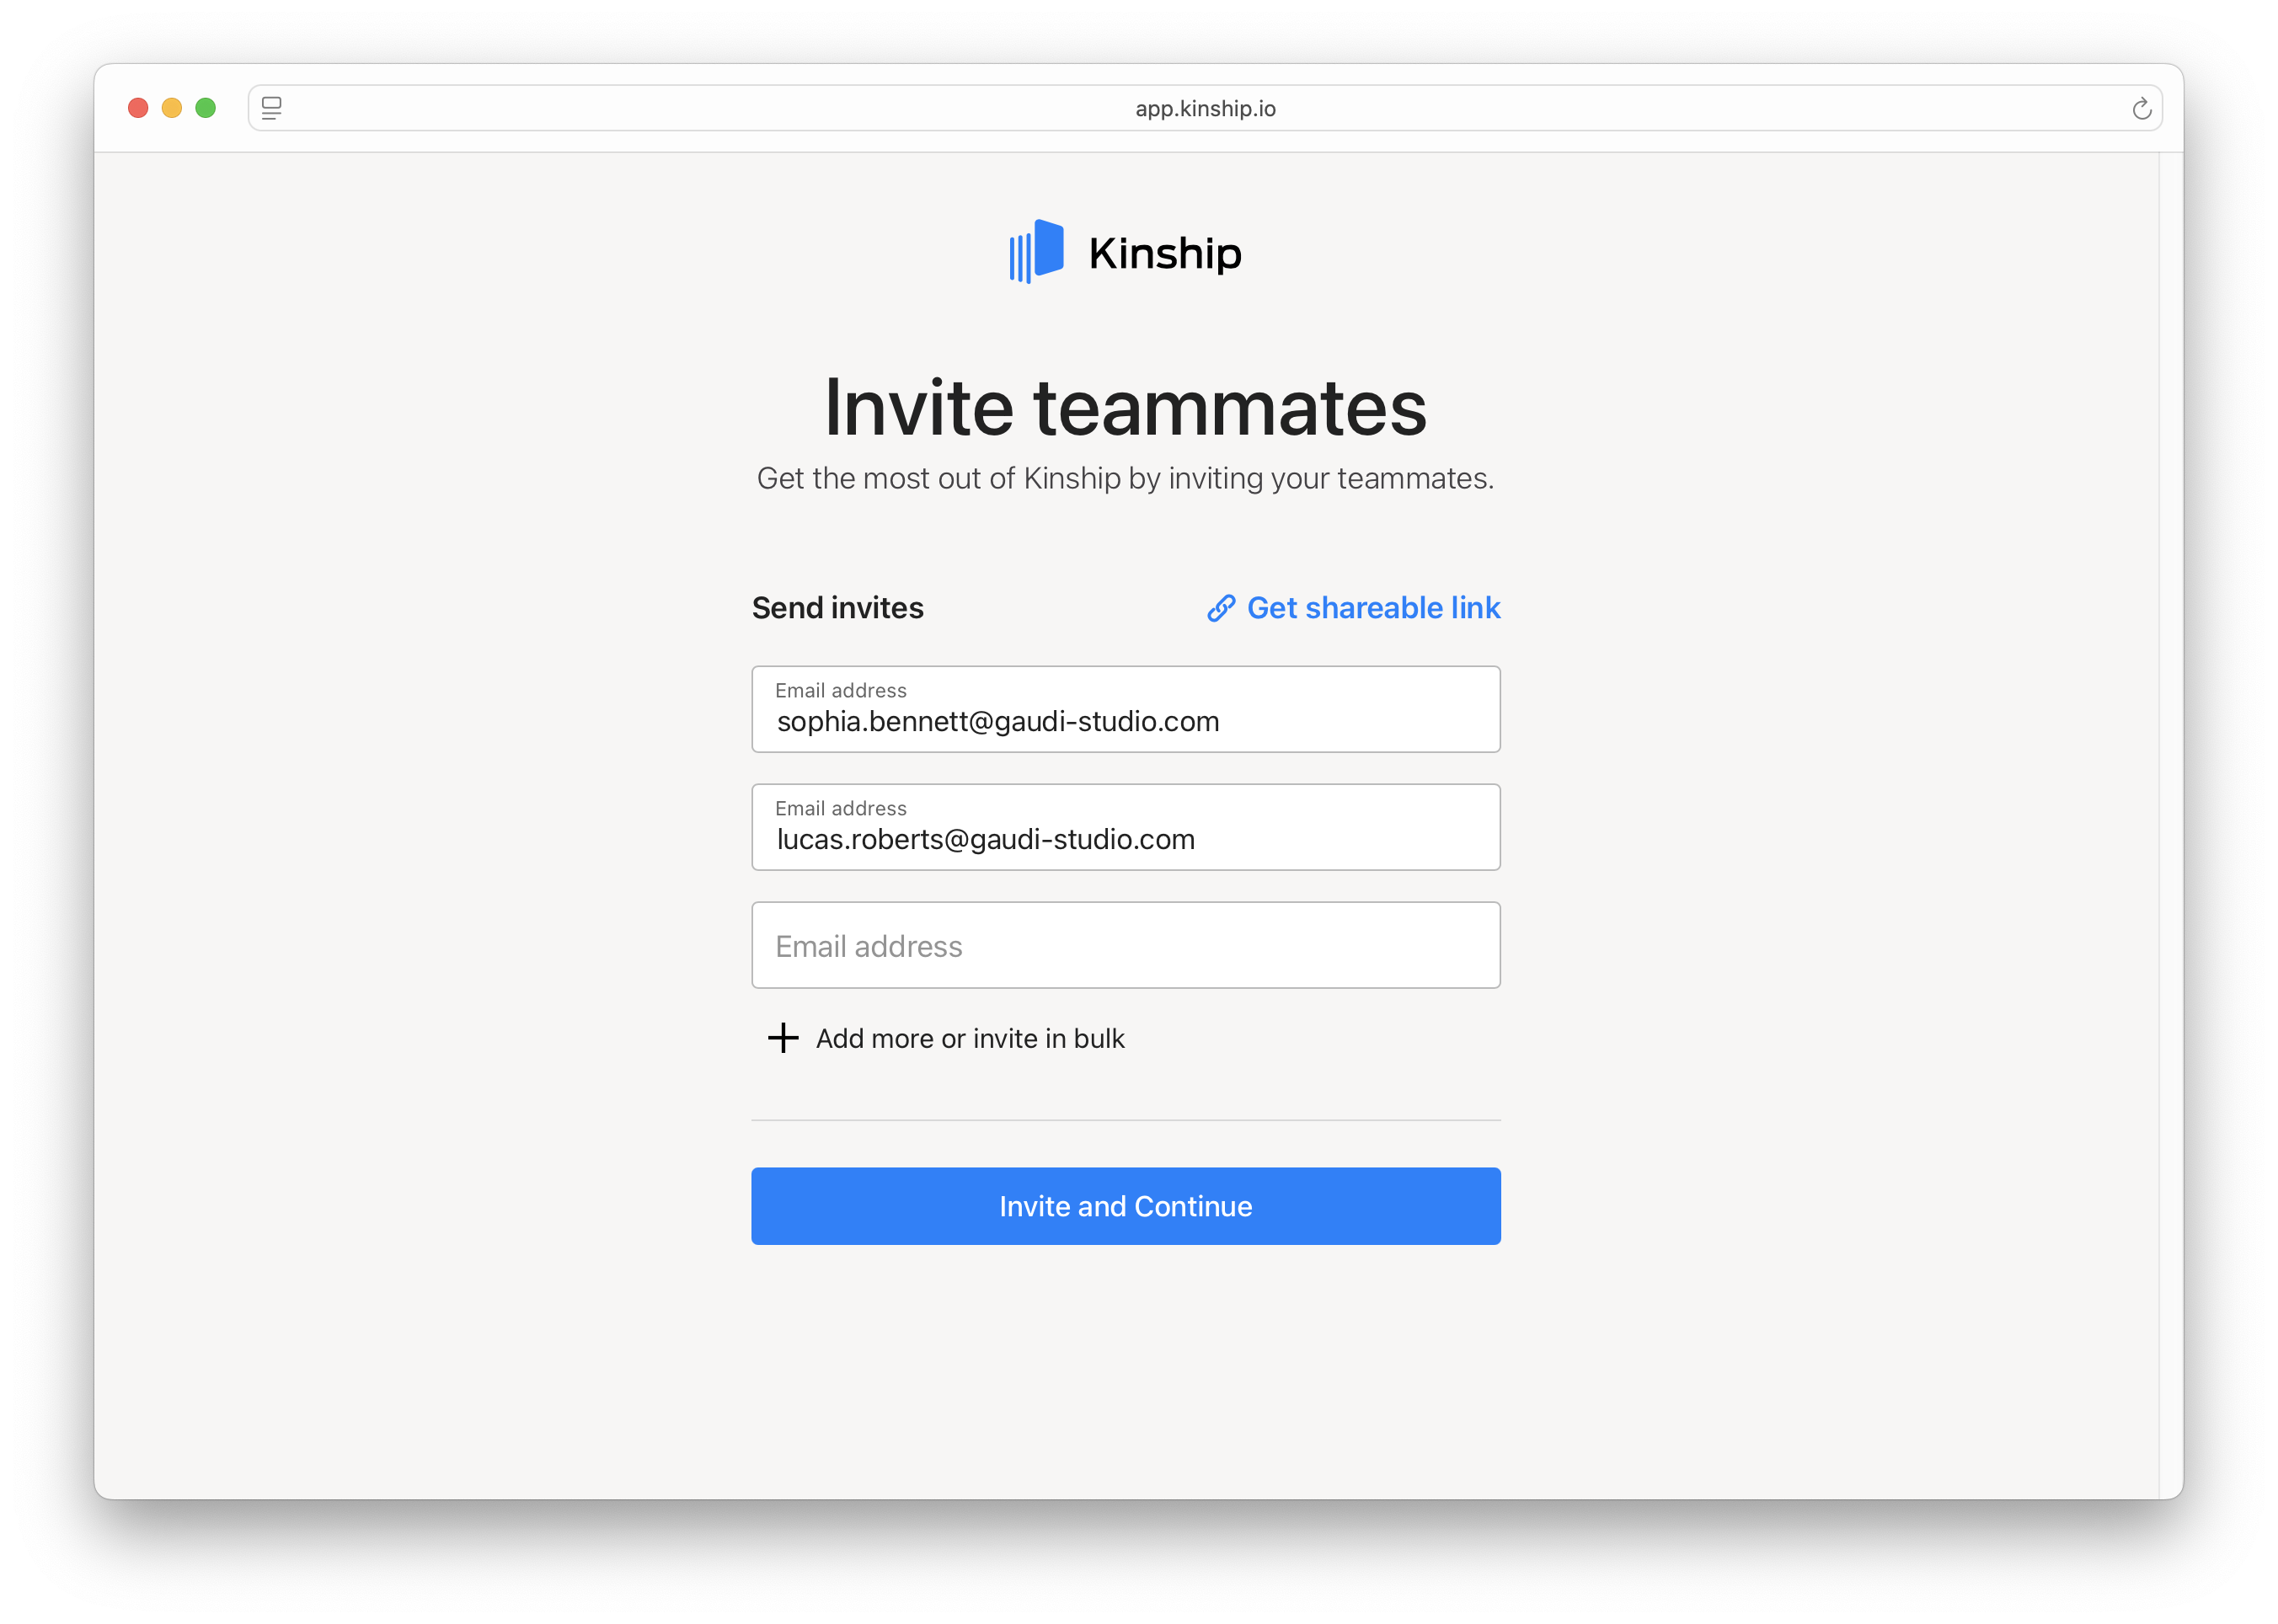 app.kinship.io
Kinship
Invite teammates
Get the most out of Kinship by inviting your teammates.
Send invites
Get shareable link
Email address
sophia.bennett@gaudi-studio.com
Email address
lucas.roberts@gaudi-studio.com
Email address
Add more or invite in bulk
Invite and Continue